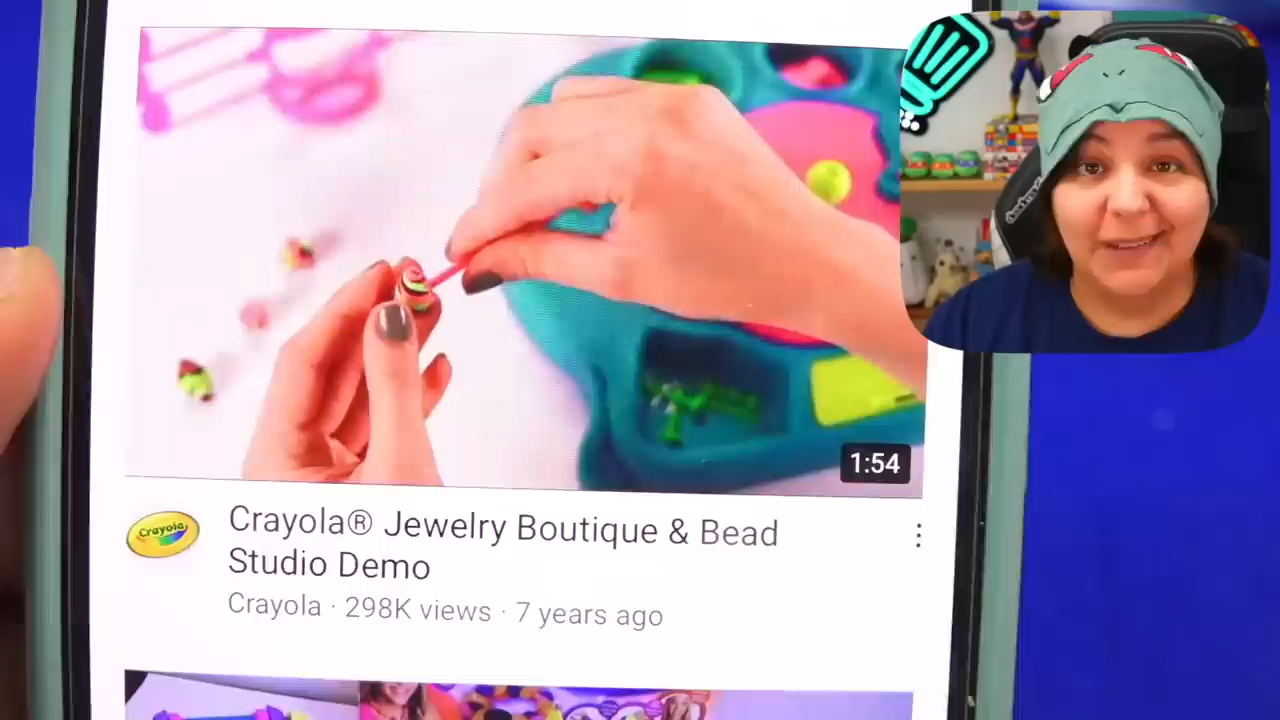 1:54
Crayola
Crayola® Jewelry Boutique & Bead
Studio Demo
Crayola · 298K views · 7 years ago